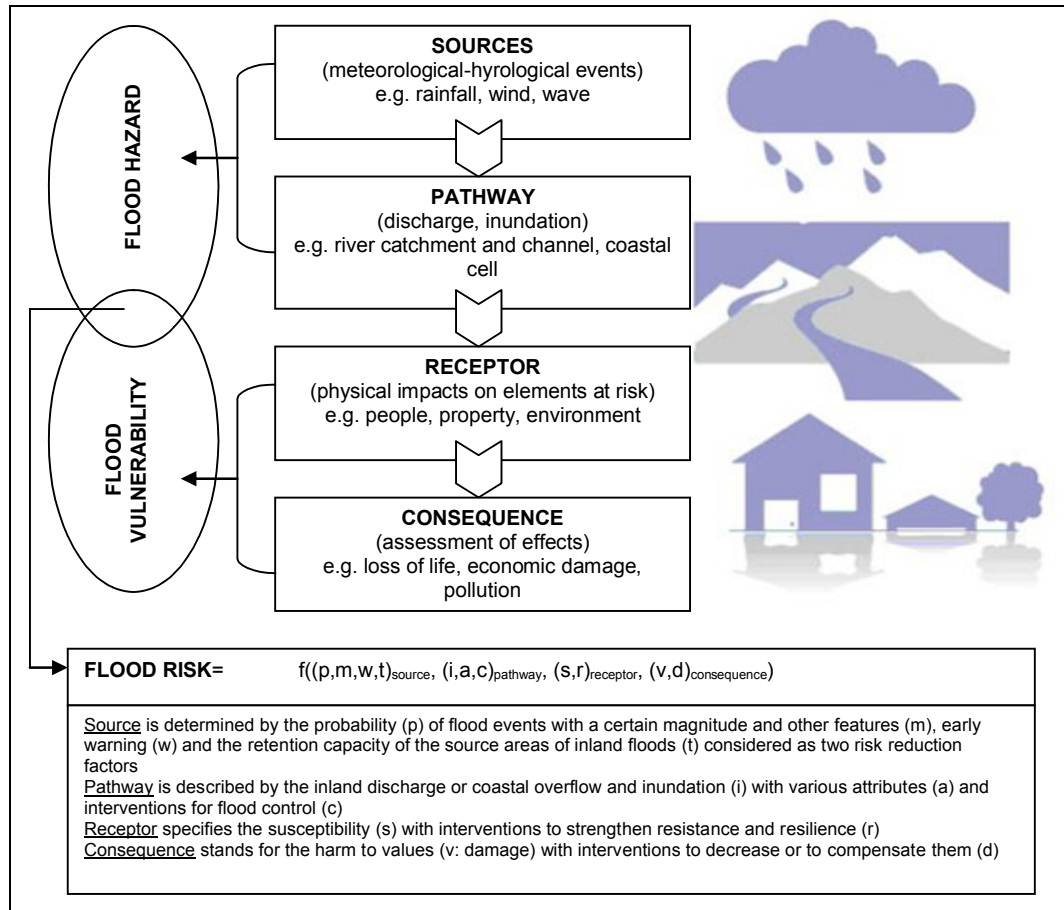 FLOOD HAZARD
FLOOD
VULNERABILITY
SOURCES
(meteorological-hyrological events)
e.g. rainfall, wind, wave
PATHWAY
(discharge, inundation)
e.g. river catchment and channel, coastal
cell
RECEPTOR
(physical impacts on elements at risk)
e.g. people, property, environment
CONSEQUENCE
(assessment of effects)
e.g. loss of life, economic damage,
pollution
FLOOD RISK= f((p,m,w,t)source, (i,a,c)pathway, (s,r)receptor, (v,d)consequence)
Source is determined by the probability (p) of flood events with a certain magnitude and other features (m), early
warning (w) and the retention capacity of the source areas of inland floods (t) considered as two risk reduction
factors
Pathway is described by the inland discharge or coastal overflow and inundation (i) with various attributes (a) and
interventions for flood control (c)
Receptor specifies the susceptibility (s) with interventions to strengthen resistance and resilience (r)
Consequence stands for the harm to values (v: damage) with interventions to decrease or to compensate them (d)